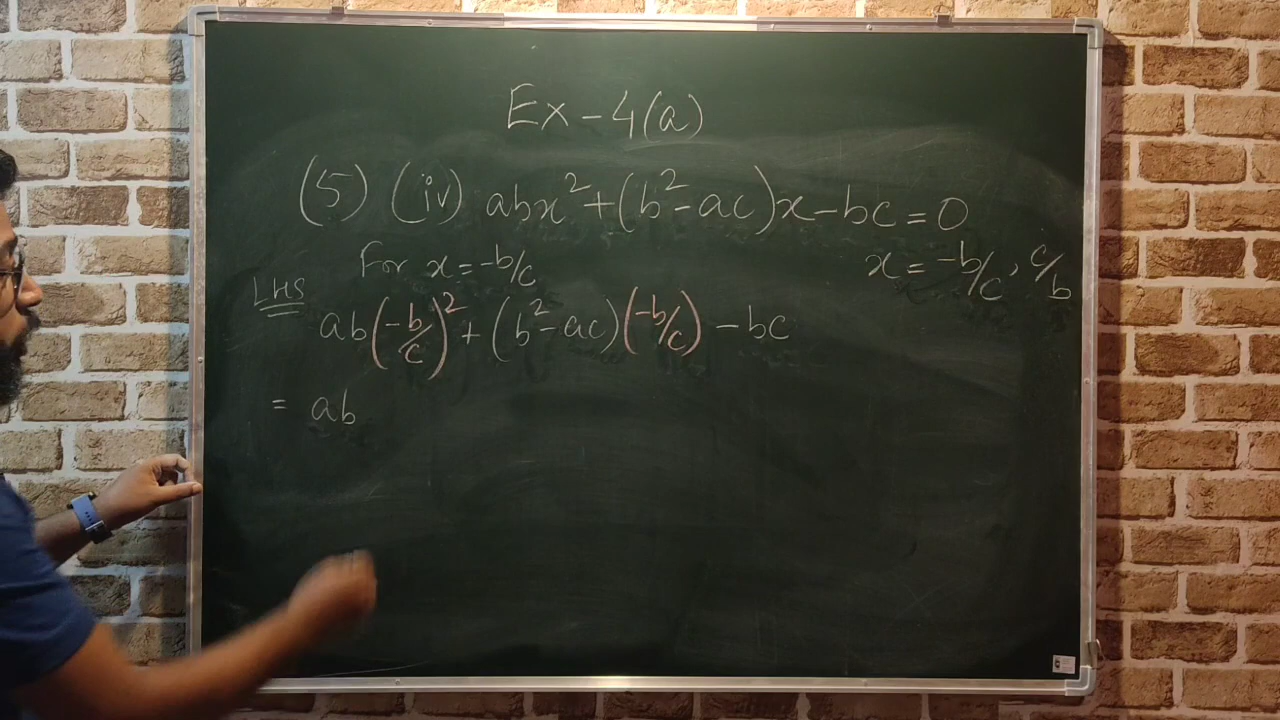 Ex - 4(a)
(5) (iv) abx² + (b² - ac)x - bc = 0
For x = -b/c
x = -b/c, c/b
LHS
ab(-b/c)² + (b² - ac)(-b/c) - bc
= ab